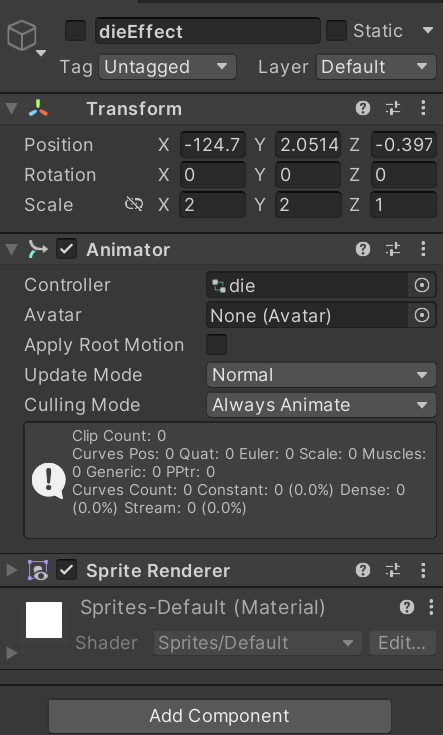 dieEffect Static
Tag Untagged Layer Default
Transform
Position X -124.7 Y 2.0514 Z -0.397
Rotation X 0 Y 0 Z 0
Scale X 2 Y 2 Z 1
Animator
Controller die
Avatar None (Avatar)
Apply Root Motion
Update Mode Normal
Culling Mode Always Animate
Clip Count: 0
Curves Pos: 0 Quat: 0 Euler: 0 Scale: 0 Muscles:
0 Generic: 0 PPtr: 0
Curves Count: 0 Constant: 0 (0.0%) Dense: 0
(0.0%) Stream: 0 (0.0%)
Sprite Renderer
Sprites-Default (Material)
Shader Sprites/Default Edit...
Add Component